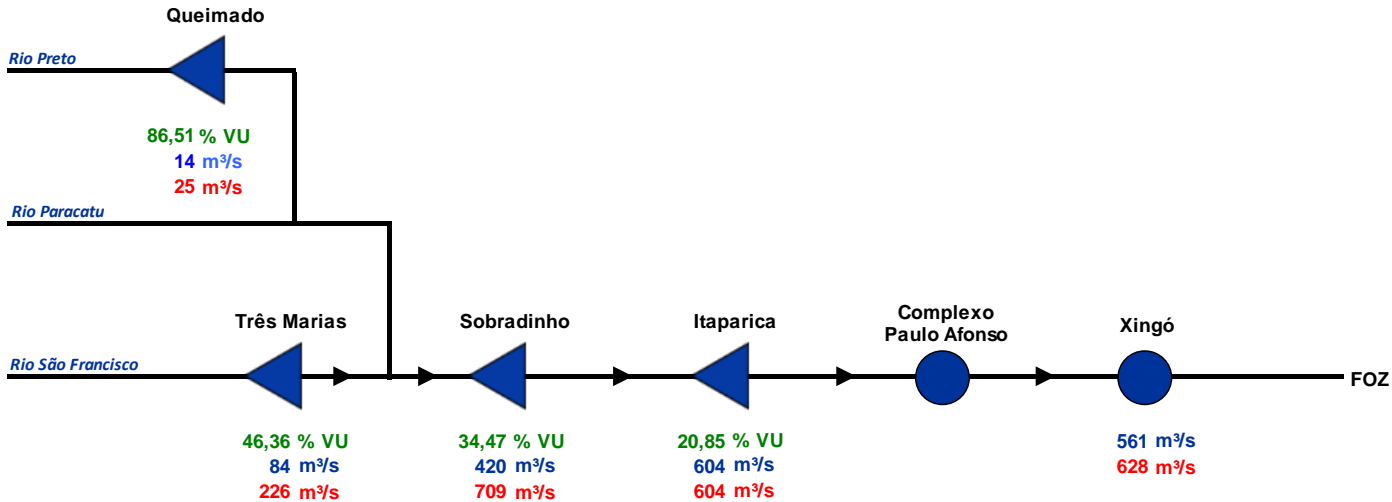 Queimado
Rio Preto
86,51 % VU
14 m³/s
25 m³/s
Rio Paracatu
Três Marias
Sobradinho
Itaparica
Complexo
Paulo Afonso
Xingó
Rio São Francisco
FOZ
46,36 % VU
84 m³/s
226 m³/s
34,47 % VU
420 m³/s
709 m³/s
20,85 % VU
604 m³/s
604 m³/s
561 m³/s
628 m³/s